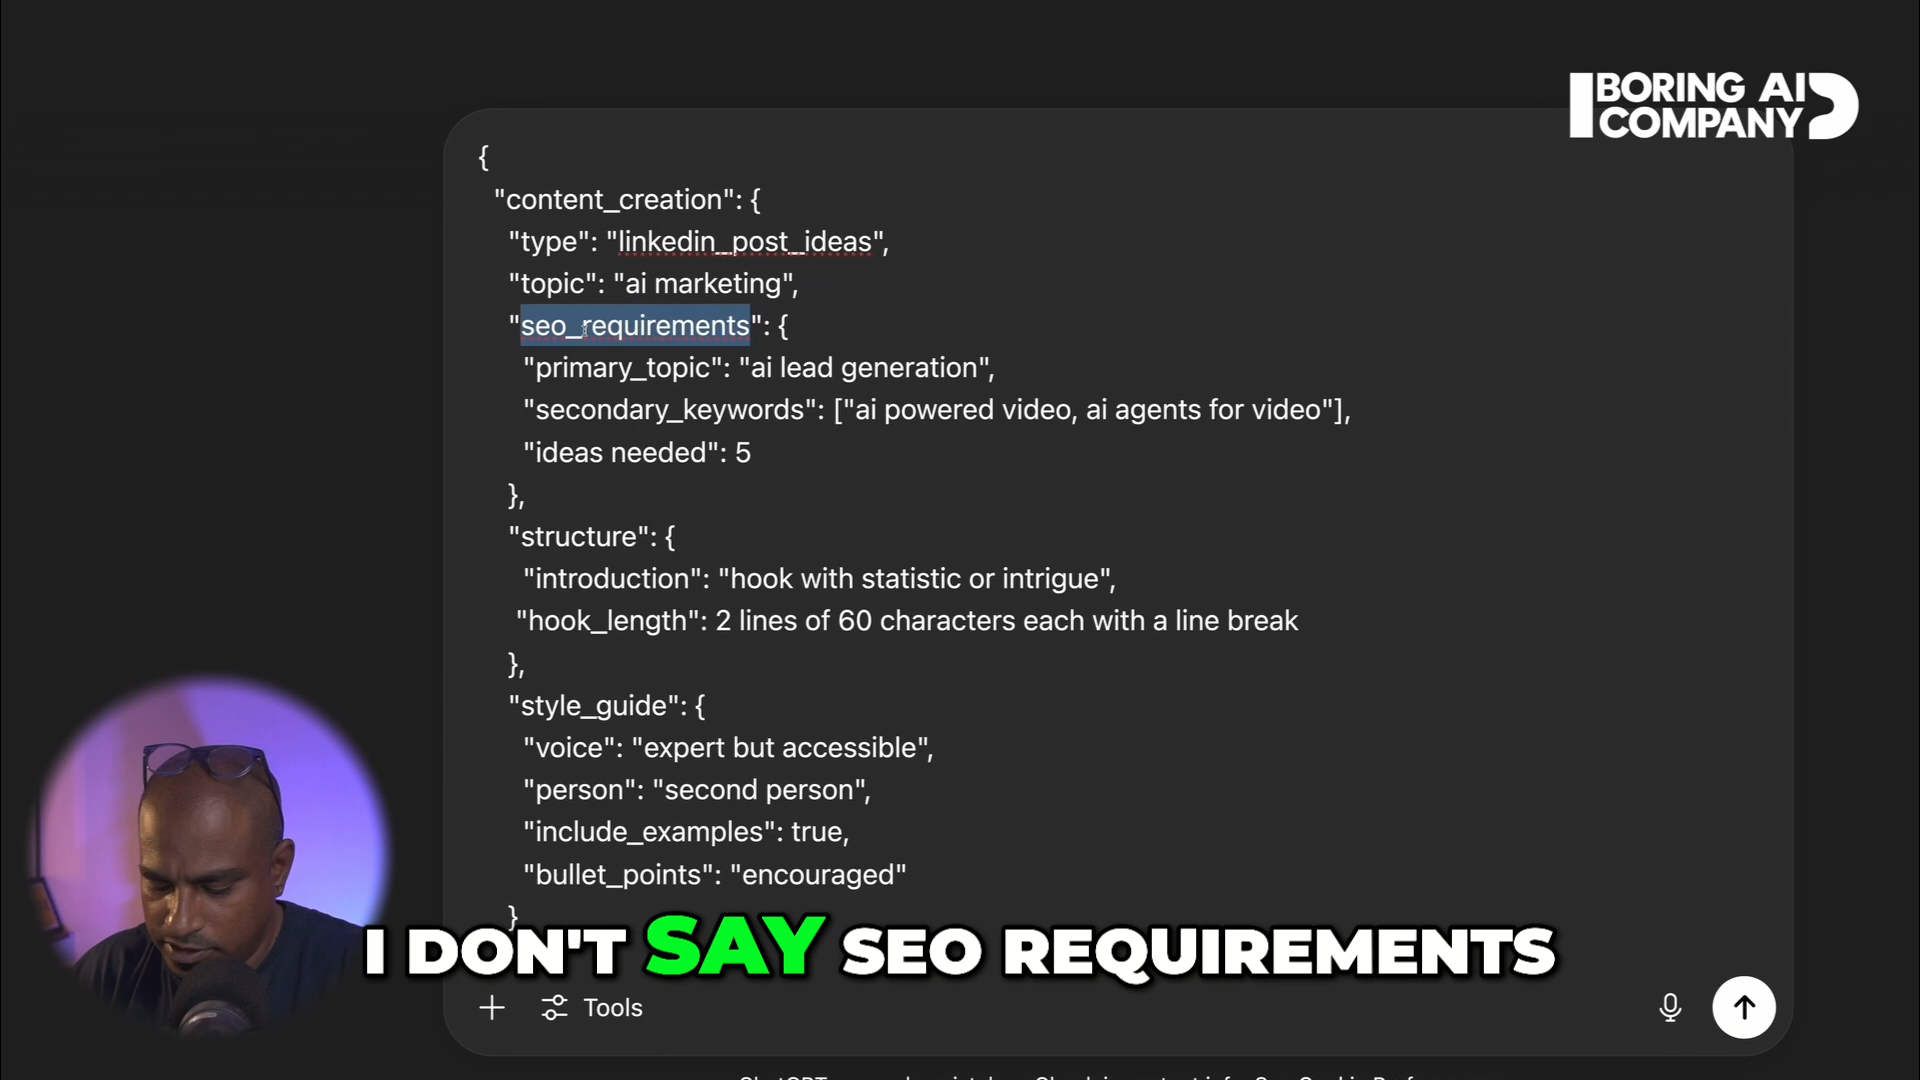 BORING AI
COMPANY
{
"content_creation": {
"type": "linkedin_post_ideas",
"topic": "ai marketing",
"seo_requirements": {
"primary_topic": "ai lead generation",
"secondary_keywords": ["ai powered video, ai agents for video"],
"ideas needed": 5
},
"structure": {
"introduction": "hook with statistic or intrigue",
"hook_length": 2 lines of 60 characters each with a line break
},
"style_guide": {
"voice": "expert but accessible",
"person": "second person",
"include_examples": true,
"bullet_points": "encouraged"
}
I DON'T SAY SEO REQUIREMENTS
Tools